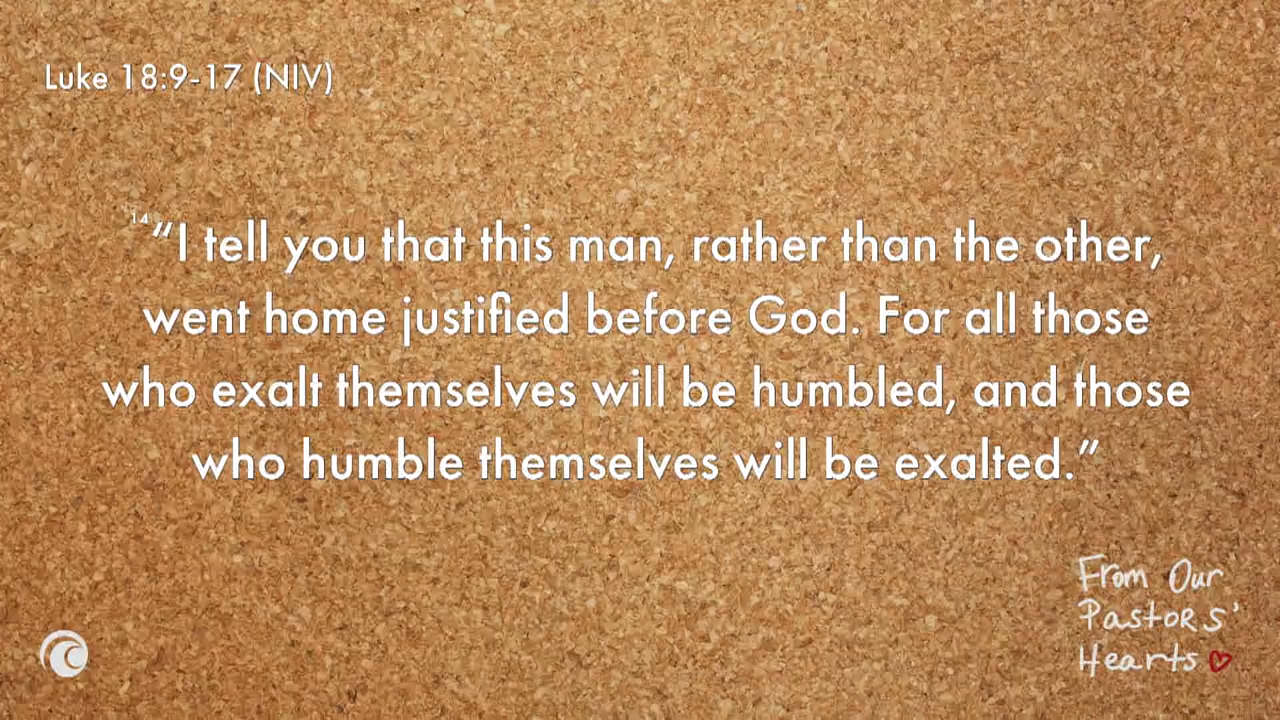 Luke 18:9-17 (NIV)
14“I tell you that this man, rather than the other,
went home justified before God. For all those
who exalt themselves will be humbled, and those
who humble themselves will be exalted.”
From Our
Pastors'
Hearts